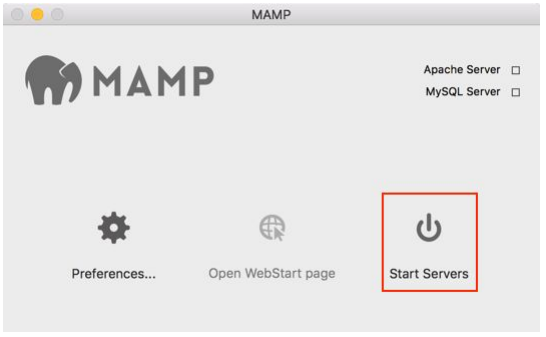 MAMP
MAMP
Apache Server
MySQL Server
Preferences...
Open WebStart page
Start Servers